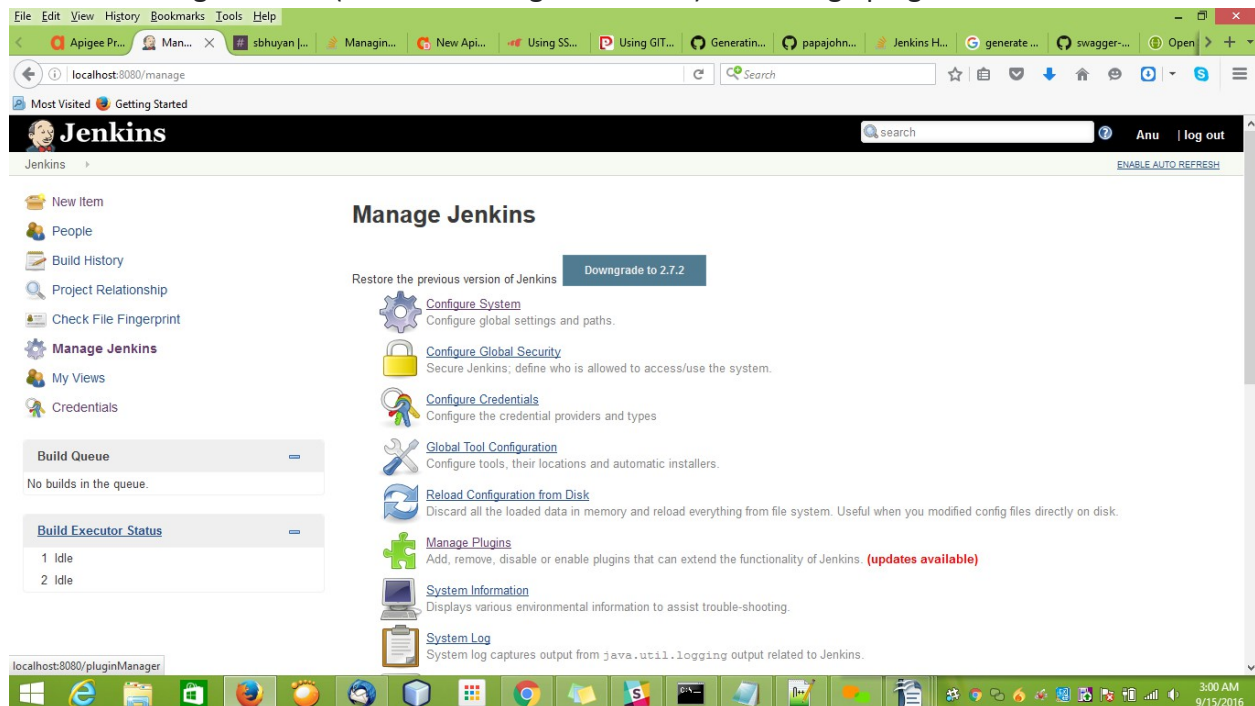 File Edit View History Bookmarks Tools Help
Apigee Pr... Man... sbhuyan |... Managin... New Api... Using SS... Using GIT... Generatin... papajohn... Jenkins H... generate ... swagger-... Open
localhost:8080/manage
Search
Most Visited Getting Started
Jenkins
search
Anu | log out
Jenkins
ENABLE AUTO REFRESH
New Item
People
Build History
Project Relationship
Check File Fingerprint
Manage Jenkins
My Views
Credentials
Build Queue
No builds in the queue.
Build Executor Status
1 Idle
2 Idle
Manage Jenkins
Restore the previous version of Jenkins Downgrade to 2.7.2
Configure System
Configure global settings and paths.
Configure Global Security
Secure Jenkins; define who is allowed to access/use the system.
Configure Credentials
Configure the credential providers and types
Global Tool Configuration
Configure tools, their locations and automatic installers.
Reload Configuration from Disk
Discard all the loaded data in memory and reload everything from file system. Useful when you modified config files directly on disk.
Manage Plugins
Add, remove, disable or enable plugins that can extend the functionality of Jenkins. (updates available)
System Information
Displays various environmental information to assist trouble-shooting.
System Log
System log captures output from java.util.logging output related to Jenkins.
localhost:8080/pluginManager
3:00 AM
9/15/2016